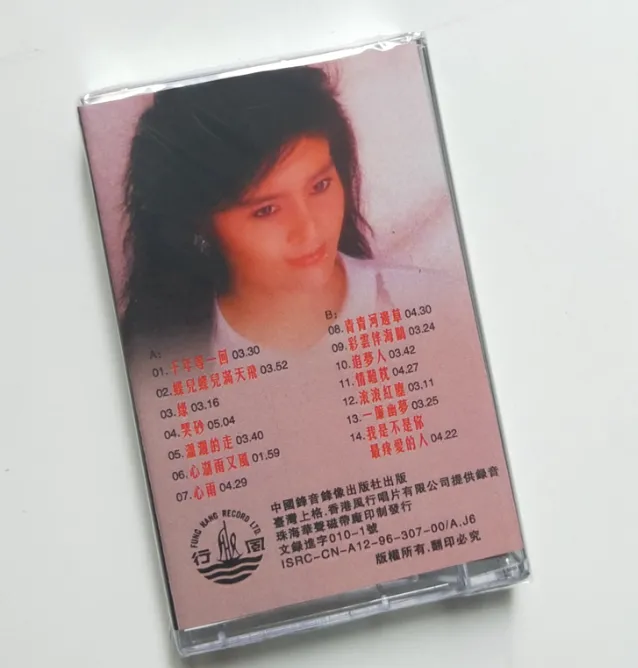 A:
01.千年等一回 03.30
02.蝶兒蝶兒滿天飛 03.52
03.緣 03.16
04.哭砂 05.04
05.瀟灑的走 03.40
06.心湖雨又風 01.59
07.心雨 04.29
B:
08.青青河邊草 04.30
09.彩雲伴海鷗 03.24
10.追夢人 03.42
11.情難枕 04.27
12.滾滾紅塵 03.11
13.一簾幽夢 03.25
14.我是不是你
最疼愛的人 04.22
FUNG HANG RECORD LTD.
行 風
中國錄音錄像出版社出版
臺灣上格.香港風行唱片有限公司提供錄音
珠海華聲磁帶廠印制發行
文錄進字010-1號
ISRC-CN-A12-96-307-00/A.J6
版權所有.翻印必究